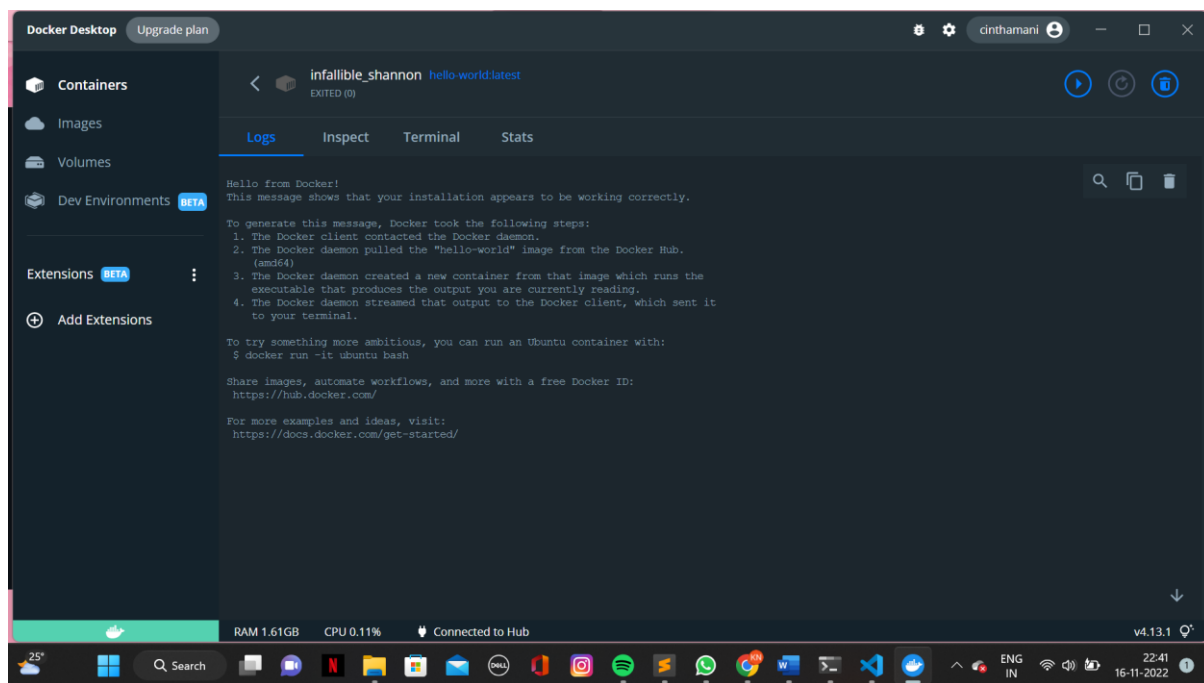 Docker Desktop Upgrade plan cinthamani
Containers
Images
Volumes
Dev Environments BETA
Extensions BETA
Add Extensions
infallible_shannon hello-world:latest
EXITED (0)
Logs Inspect Terminal Stats
Hello from Docker!
This message shows that your installation appears to be working correctly.
To generate this message, Docker took the following steps:
1. The Docker client contacted the Docker daemon.
2. The Docker daemon pulled the "hello-world" image from the Docker Hub.
(amd64)
3. The Docker daemon created a new container from that image which runs the
executable that produces the output you are currently reading.
4. The Docker daemon streamed that output to the Docker client, which sent it
to your terminal.
To try something more ambitious, you can run an Ubuntu container with:
$ docker run -it ubuntu bash
Share images, automate workflows, and more with a free Docker ID:
https://hub.docker.com/
For more examples and ideas, visit:
https://docs.docker.com/get-started/
RAM 1.61GB CPU 0.11% Connected to Hub v4.13.1
25°
Search
DELL
N
W
KN
ENG
IN
22:41
16-11-2022
1